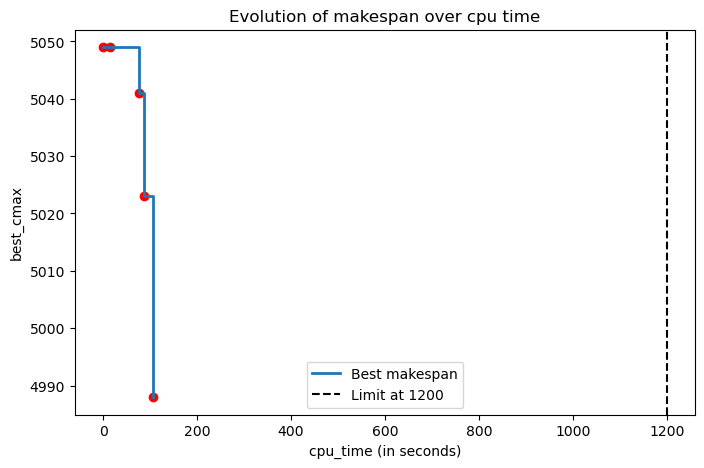 Evolution of makespan over cpu time
best_cmax
5050
5040
5030
5020
5010
5000
4990
Best makespan
Limit at 1200
0
200
400
600
800
1000
1200
cpu_time (in seconds)